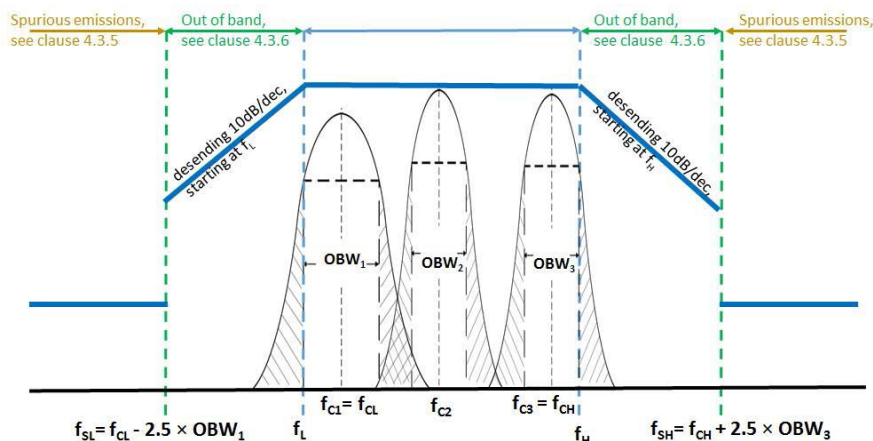 Spurious emissions,
see clause 4.3.5
Out of band,
see clause 4.3.6
Out of band,
see clause 4.3.6
Spurious emissions,
see clause 4.3.5
desending 10dB/dec,
starting at fL
desending 10dB/dec,
starting at fH
OBW1
OBW2
OBW3
fC1= fCL
fC2
fC3 = fCH
fSL= fCL - 2.5 × OBW1
fL
fH
fSH= fCH + 2.5 × OBW3